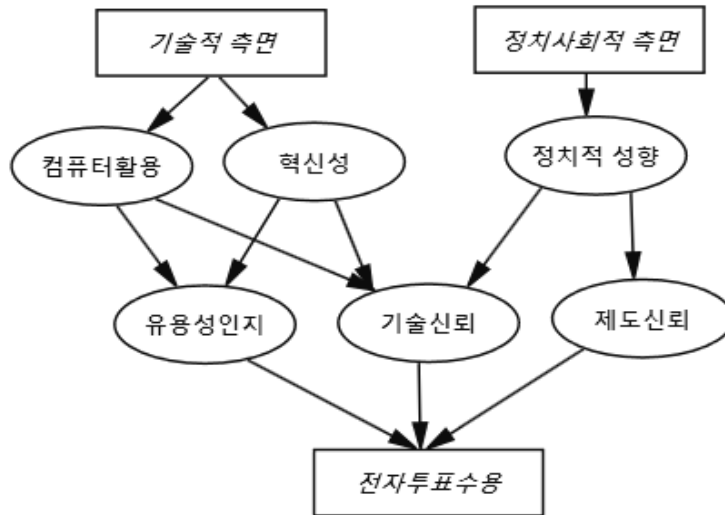 기술적 측면
정치사회적 측면
컴퓨터활용
혁신성
정치적 성향
유용성인지
기술신뢰
제도신뢰
전자투표수용